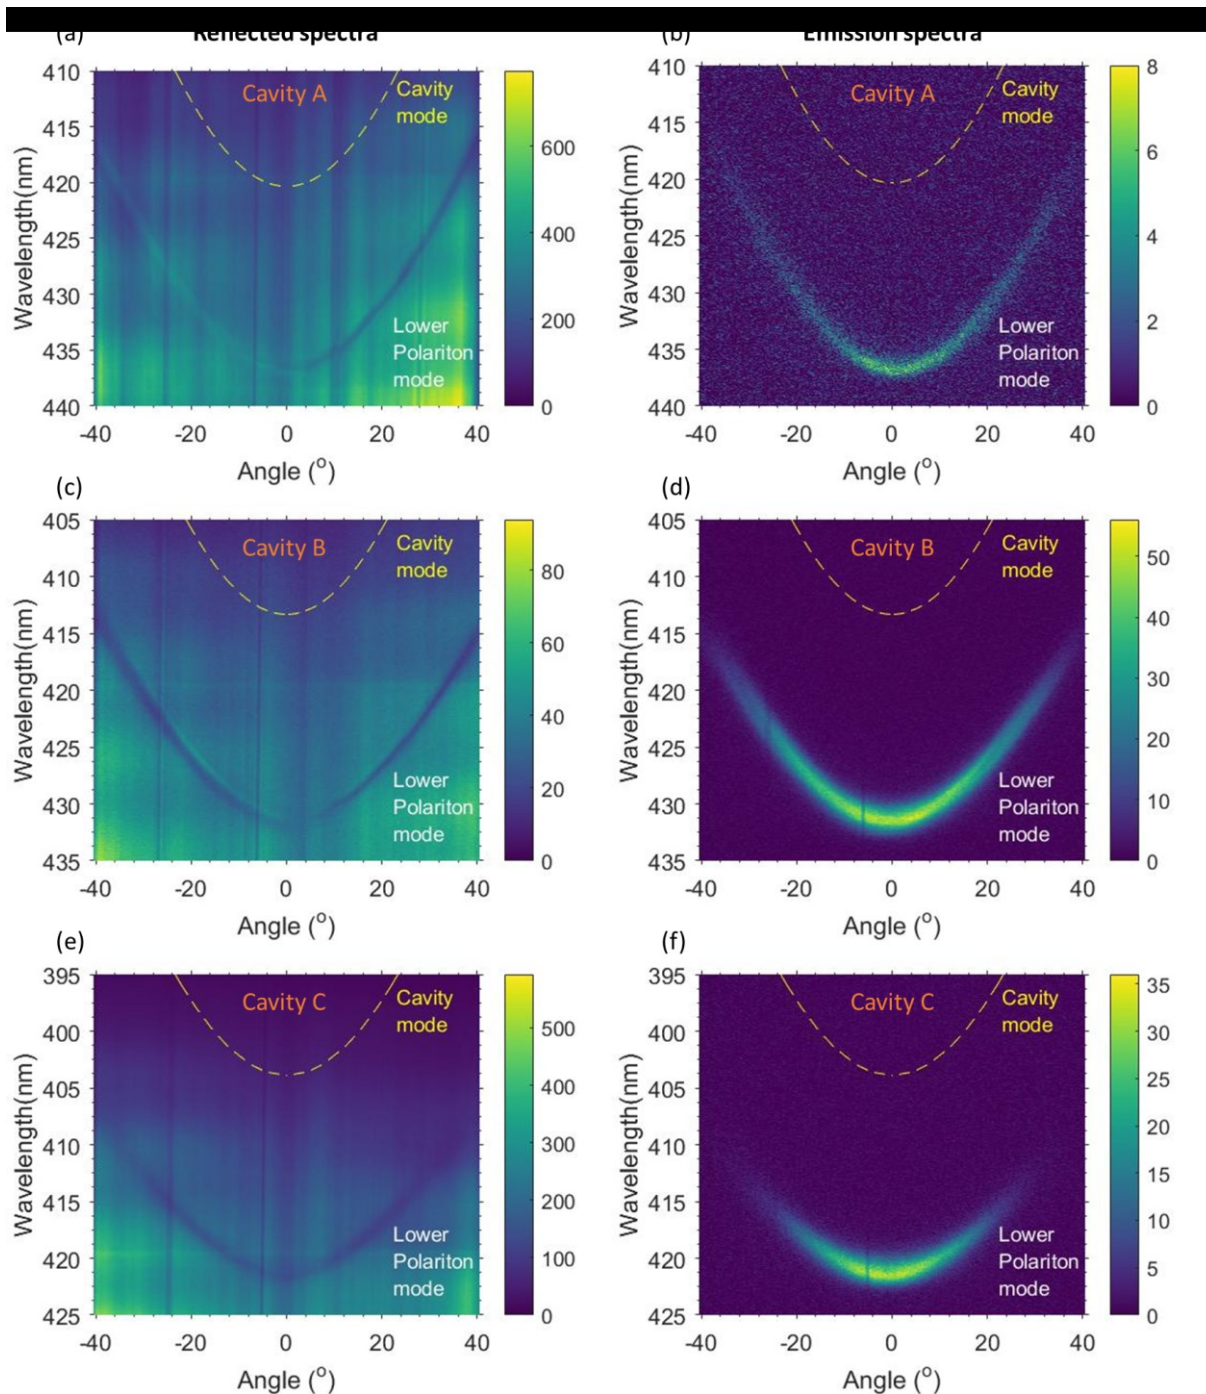 (a) Reflected spectra (b) Emission spectra
410 410 8
Cavity A Cavity mode Cavity A Cavity mode
415 415
600 6
420 420
Wavelength(nm) Wavelength(nm)
425 400 425 4
430 430
200 2
Lower Polariton mode Lower Polariton mode
435 435
440 0 440 0
-40 -20 0 20 40 -40 -20 0 20 40
Angle (o) Angle (o)
(c) (d)
405 405
Cavity B Cavity mode Cavity B Cavity mode
50
410 80 410
40
415 60 415
Wavelength(nm) Wavelength(nm)
420 420 30
40
425 425 20
Lower Polariton mode Lower Polariton mode
430 20 430 10
435 0 435 0
-40 -20 0 20 40 -40 -20 0 20 40
Angle (o) Angle (o)
(e) (f)
395 395
Cavity C Cavity mode Cavity C Cavity mode
35
500
400 400 30
400 25
405 405
Wavelength(nm) Wavelength(nm)
300 20
410 410
15
200
415 415 10
Lower Polariton mode Lower Polariton mode
100
420 420 5
425 0 425 0
-40 -20 0 20 40 -40 -20 0 20 40
Angle (o) Angle (o)